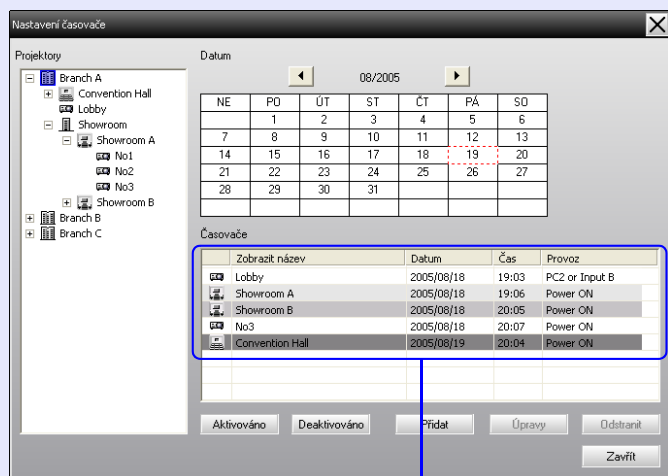 Nastavení časovače
Projektory
Branch A
Convention Hall
Lobby
Showroom
Showroom A
No1
No2
No3
Showroom B
Branch B
Branch C
Datum
08/2005
NE PO ÚT ST ČT PÁ SO
1 2 3 4 5 6
7 8 9 10 11 12 13
14 15 16 17 18 19 20
21 22 23 24 25 26 27
28 29 30 31
Časovače
Zobrazit název Datum Čas Provoz
Lobby 2005/08/18 19:03 PC2 or Input B
Showroom A 2005/08/18 19:06 Power ON
Showroom B 2005/08/18 20:05 Power ON
No3 2005/08/18 20:07 Power ON
Convention Hall 2005/08/19 20:04 Power ON
Aktivováno Deaktivováno Přidat Úpravy Odstranit
Zavřít